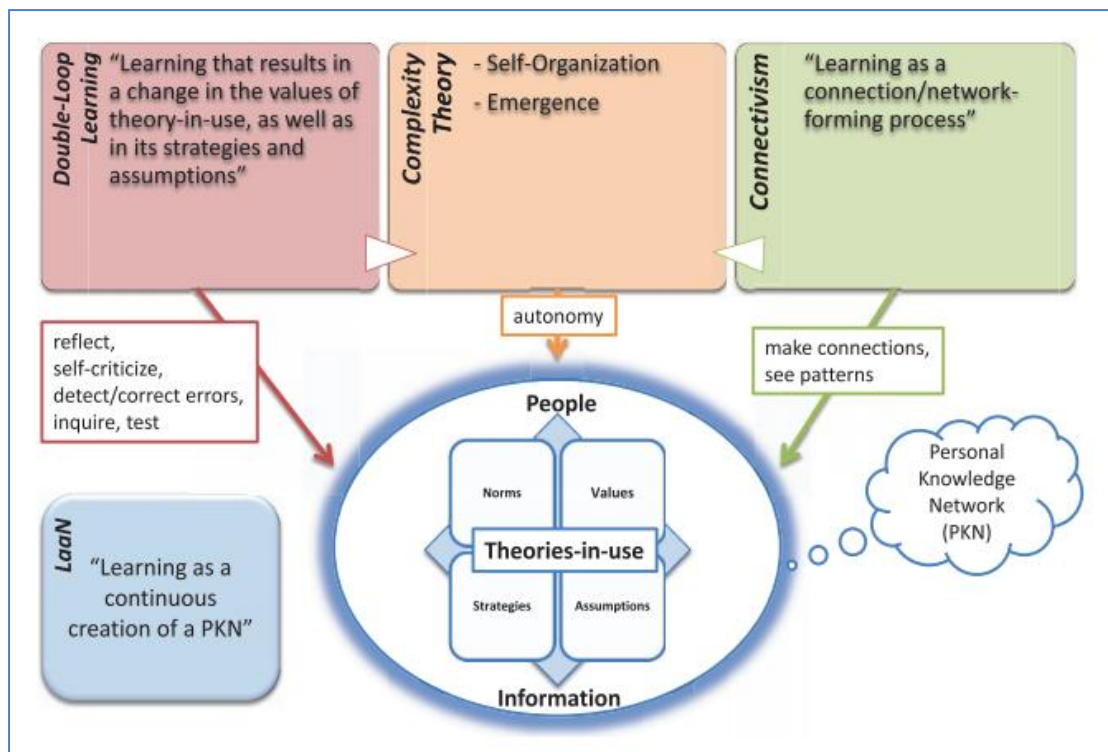 Double-Loop
Learning
“Learning that results in
a change in the values of
theory-in-use, as well as
in its strategies and
assumptions”
Complexity
Theory
- Self-Organization
- Emergence
Connectivism
“Learning as a
connection/network-
forming process”
reflect,
self-criticize,
detect/correct errors,
inquire, test
autonomy
make connections,
see patterns
People
Norms
Values
Theories-in-use
Strategies
Assumptions
Information
Personal
Knowledge
Network
(PKN)
LaaN
“Learning as a
continuous
creation of a PKN”